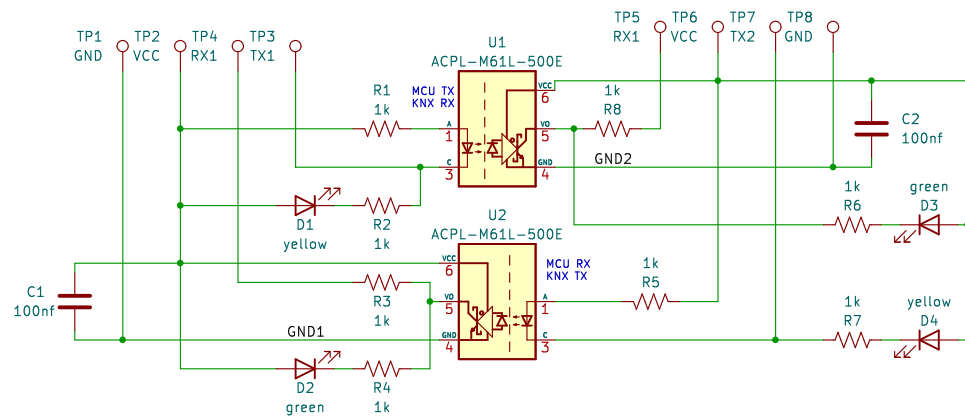 TP1
GND
TP2
VCC
TP4
RX1
TP3
TX1
TP5
RX1
TP6
VCC
TP7
TX2
TP8
GND
U1
ACPL-M61L-500E
MCU TX
KNX RX
R1
1k
A
1
C
3
VCC
6
VO
5
GND
4
1k
R8
GND2
C2
100nf
D1
yellow
R2
1k
1k
R6
green
D3
U2
ACPL-M61L-500E
VCC
6
VO
5
GND
4
A
1
C
3
MCU RX
KNX TX
1k
R5
C1
100nf
R3
1k
GND1
D2
green
R4
1k
1k
R7
yellow
D4